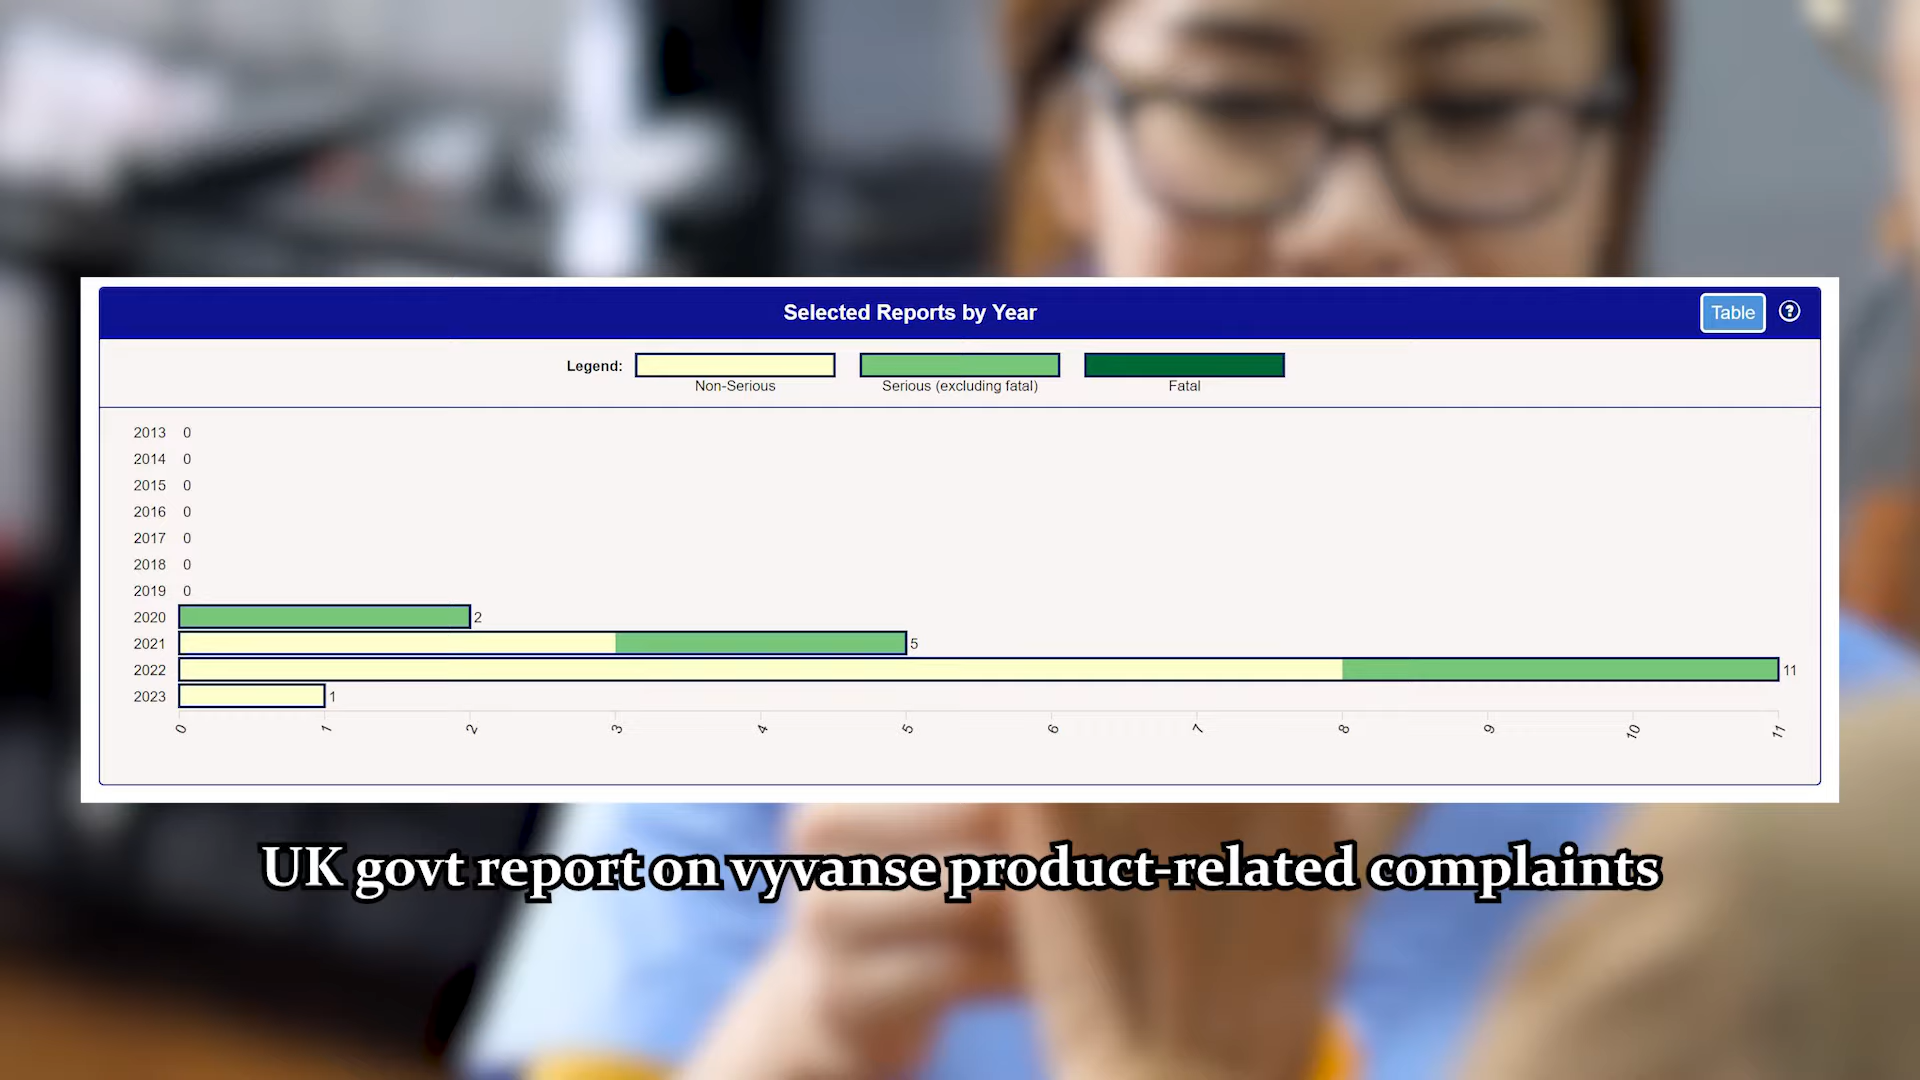 Selected Reports by Year
Table
?
Legend:
Non-Serious
Serious (excluding fatal)
Fatal
2013 0
2014 0
2015 0
2016 0
2017 0
2018 0
2019 0
2020 2
2021 5
2022 11
2023 1
0 1 2 3 4 5 6 7 8 9 10 11
UK govt report on vyvanse product-related complaints